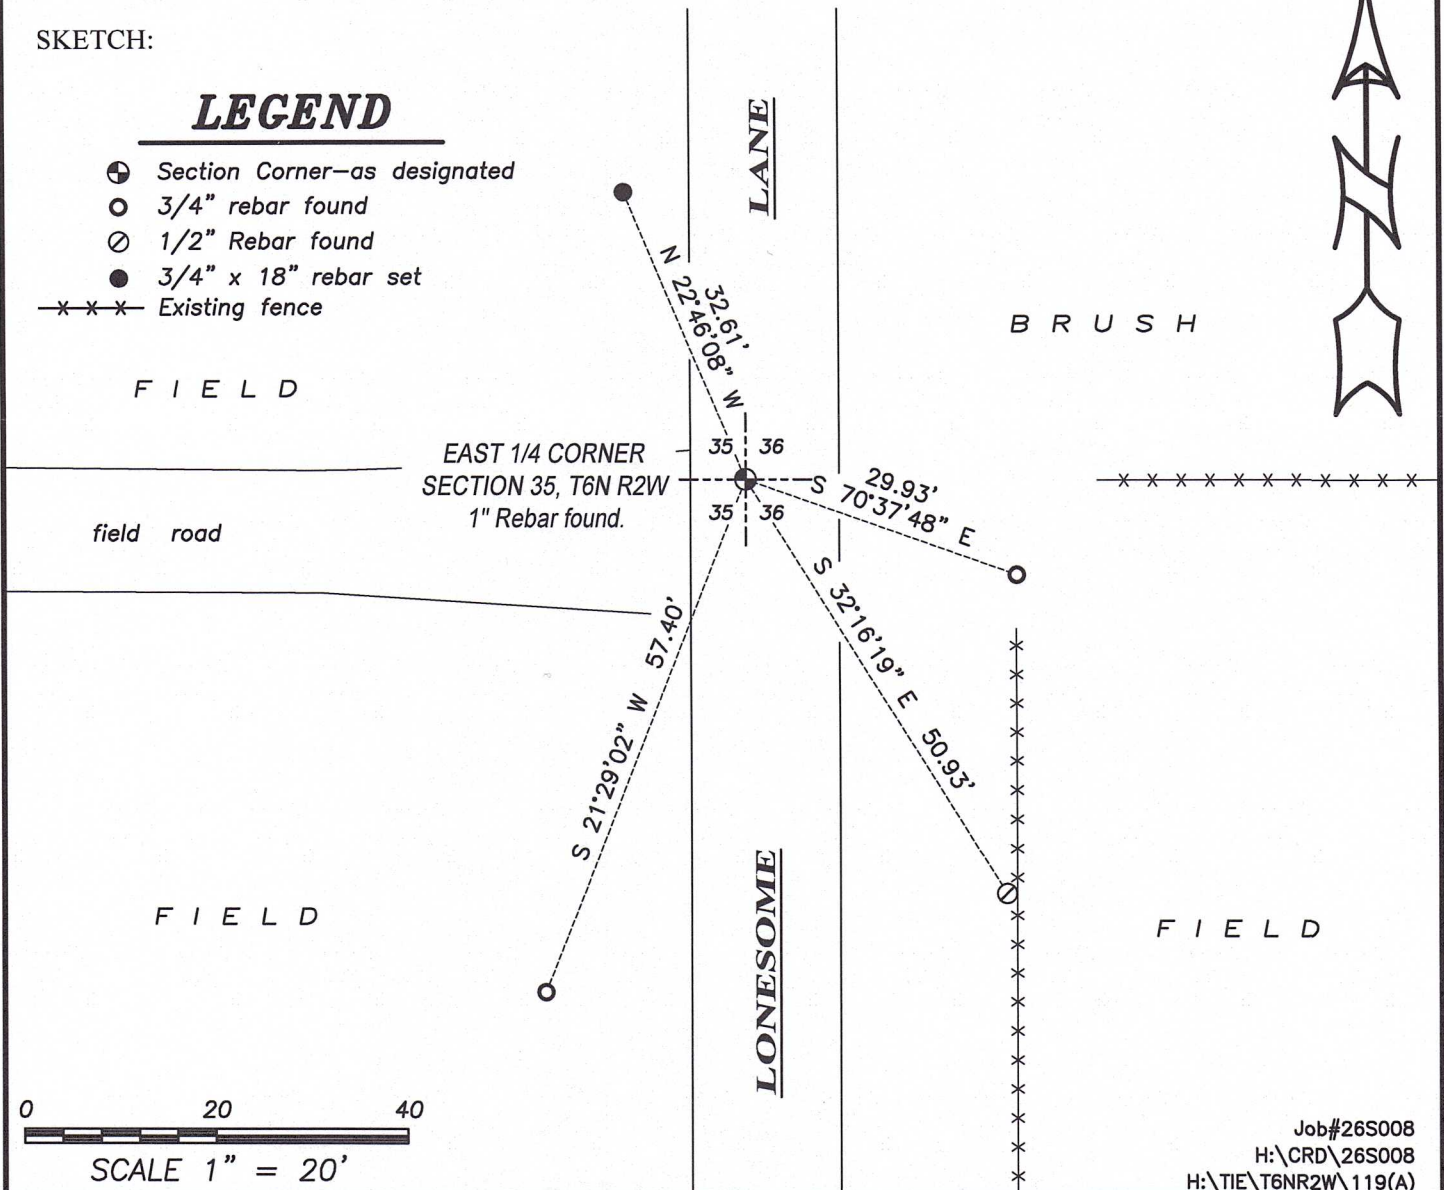 SKETCH:
LEGEND
Section Corner—as designated
3/4" rebar found
1/2" Rebar found
3/4" x 18" rebar set
Existing fence
LANE
N
N 22°46'08" W
32.61'
BRUSH
FIELD
EAST 1/4 CORNER
SECTION 35, T6N R2W
1" Rebar found.
35 36
35 36
29.93'
S 70°37'48" E
field road
S 32°16'19" E 50.93'
S 21°29'02" W 57.40'
FIELD
LONESOME
FIELD
0 20 40
SCALE 1" = 20'
Job#26S008
H:\CRD\26S008
H:\TIE\T6NR2W\119(A)